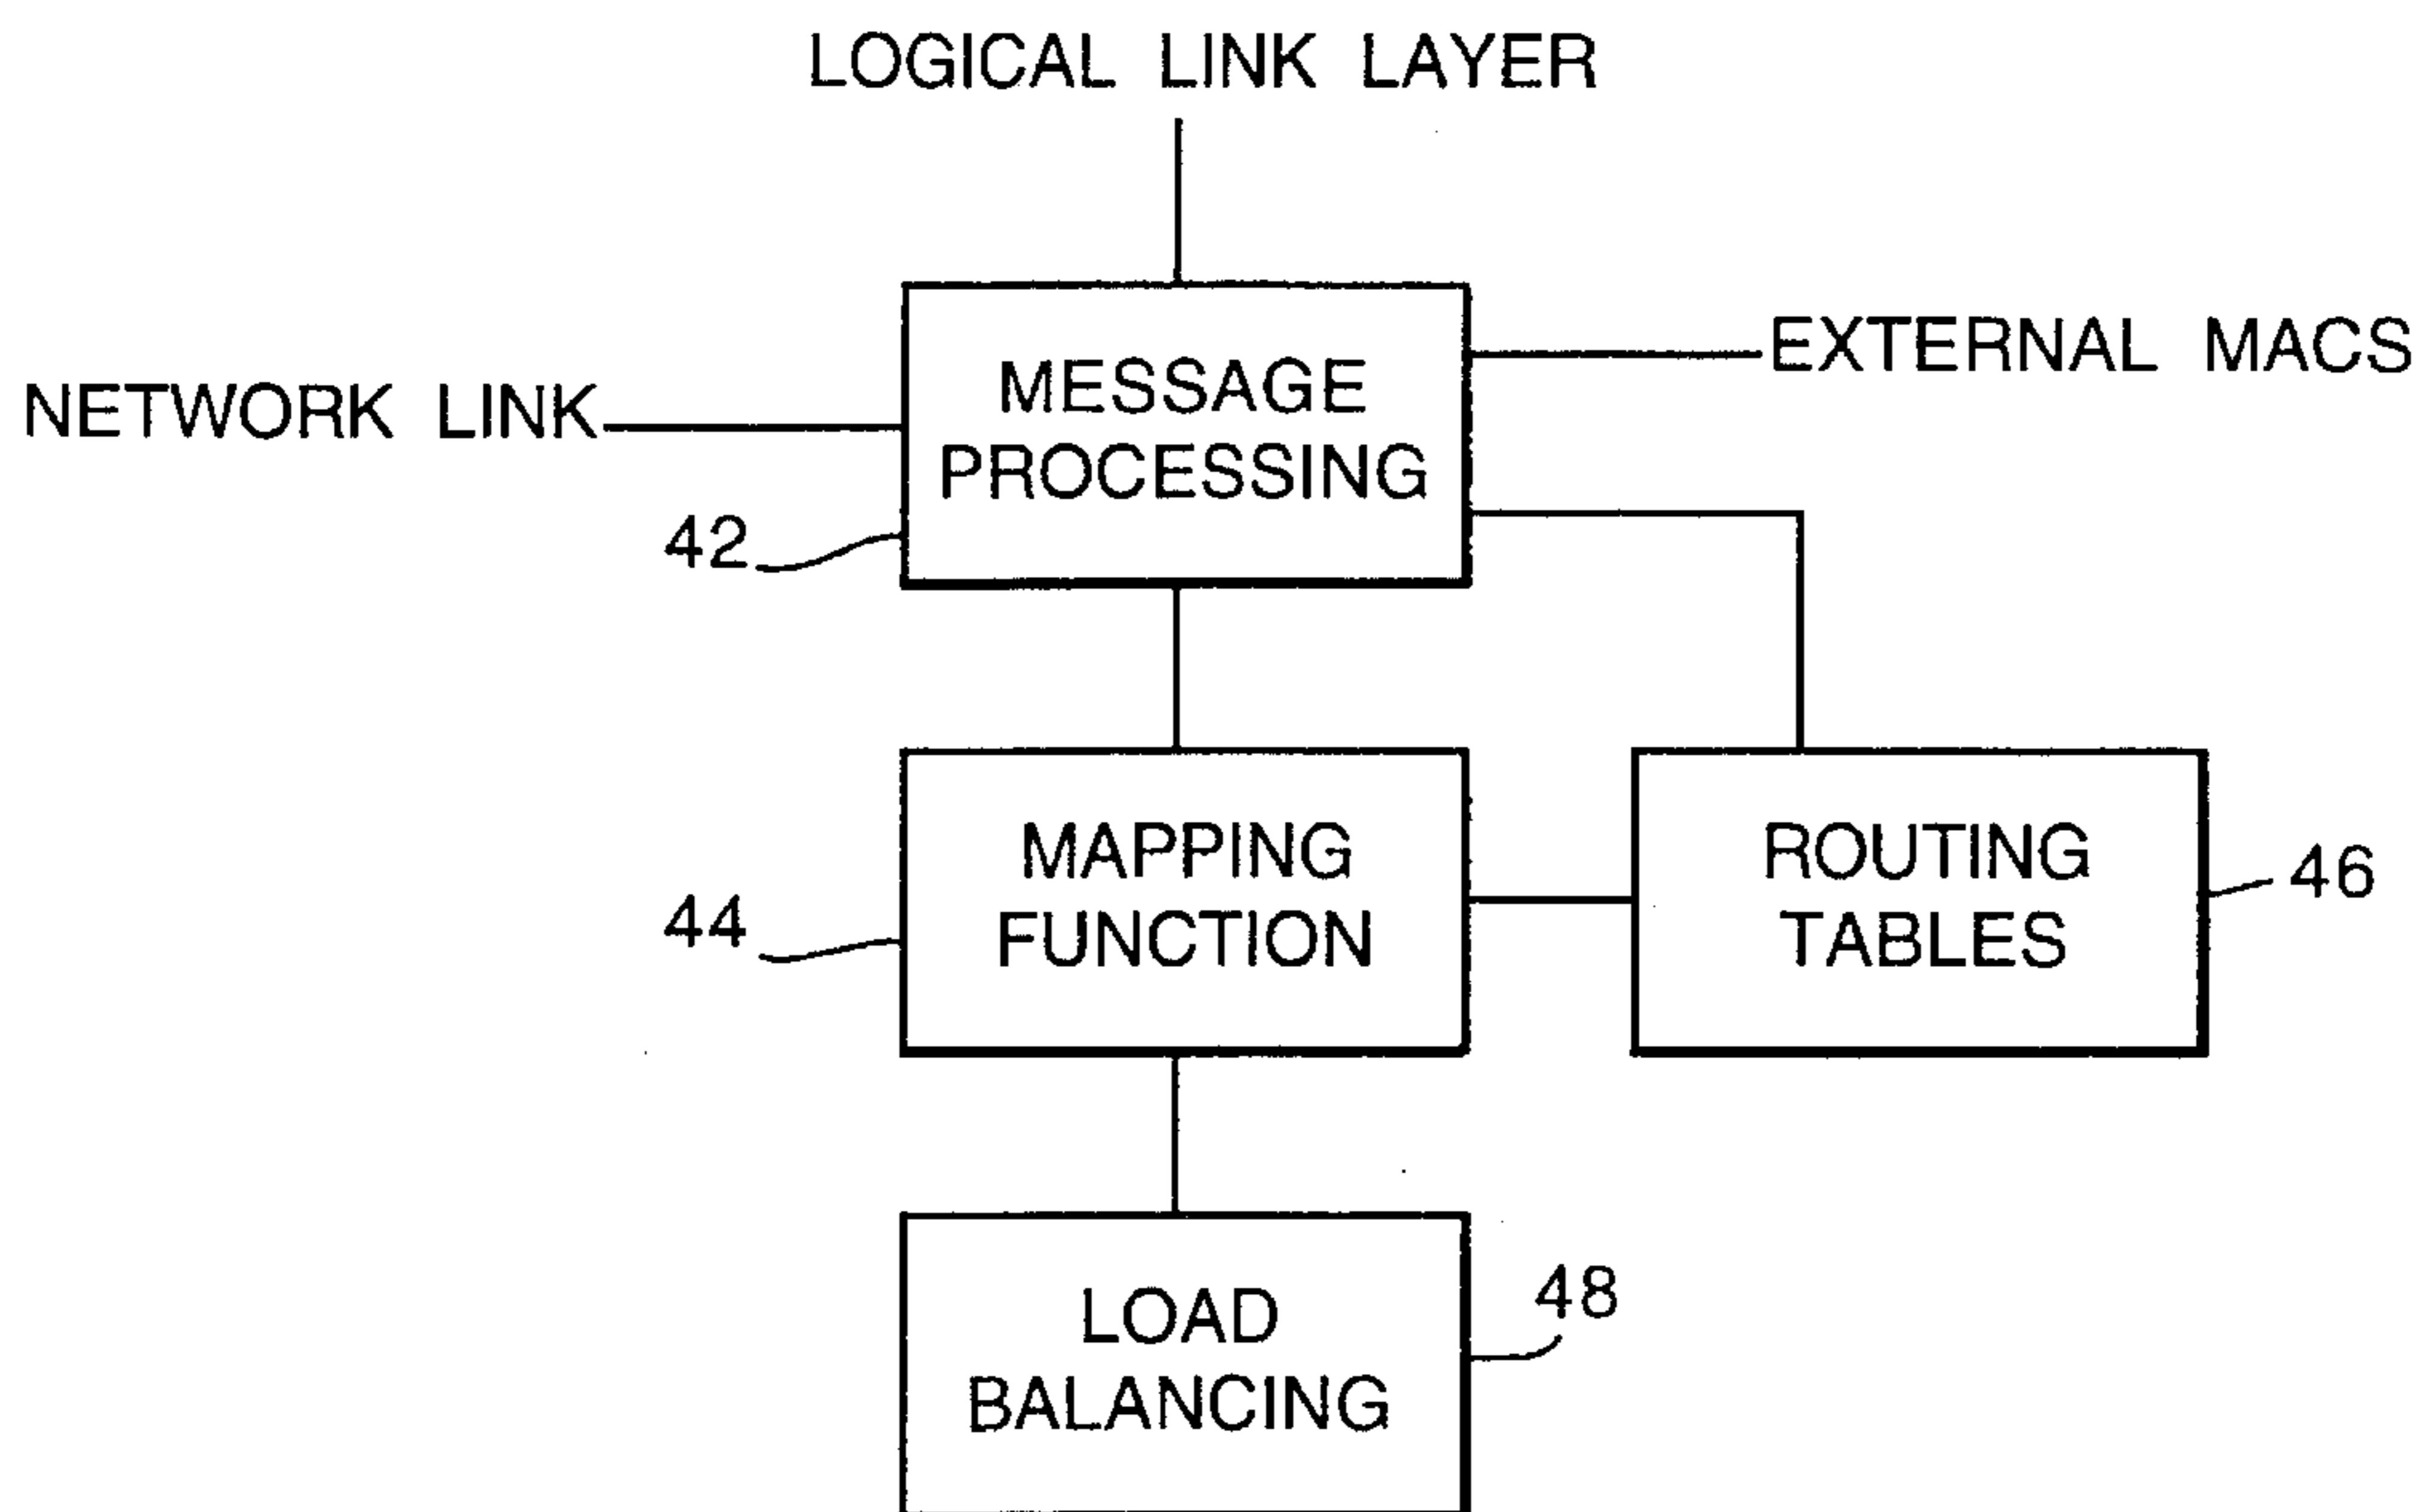 LOGICAL LINK LAYER
EXTERNAL MACS
MESSAGE
PROCESSING
NETWORK LINK
42
MAPPING
FUNCTION
44
ROUTING
TABLES
46
LOAD
BALANCING
48